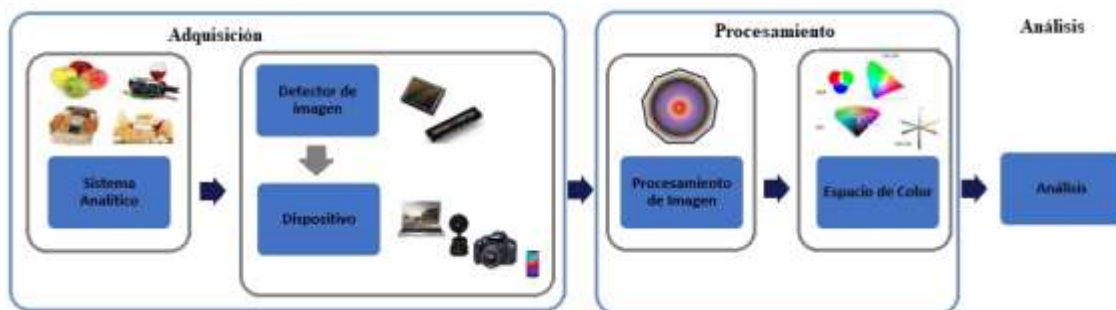 Adquisición
Procesamiento
Análisis
Sistema
Analítico
Detector de
Imagen
Dispositivo
Procesamiento
de Imagen
Espacio de Color
Análisis